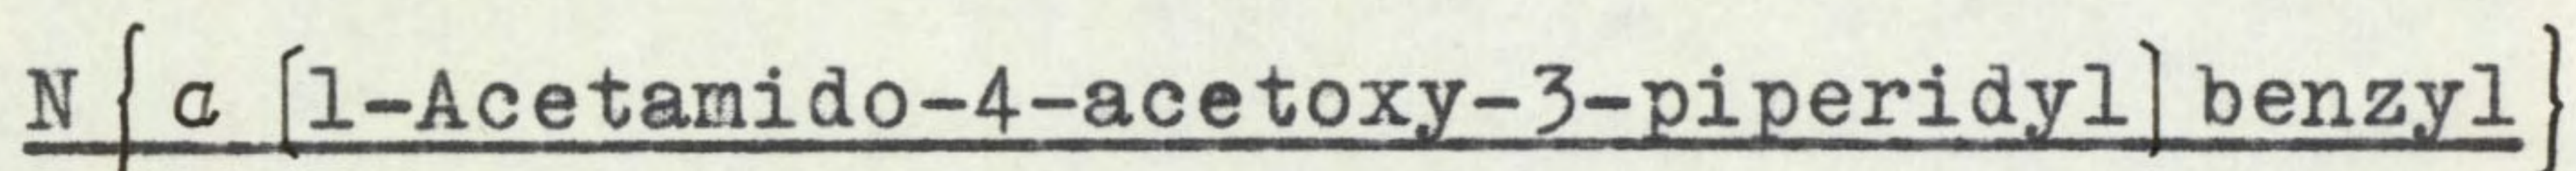 N { α [1-Acetamido-4-acetoxy-3-piperidyl] benzyl }